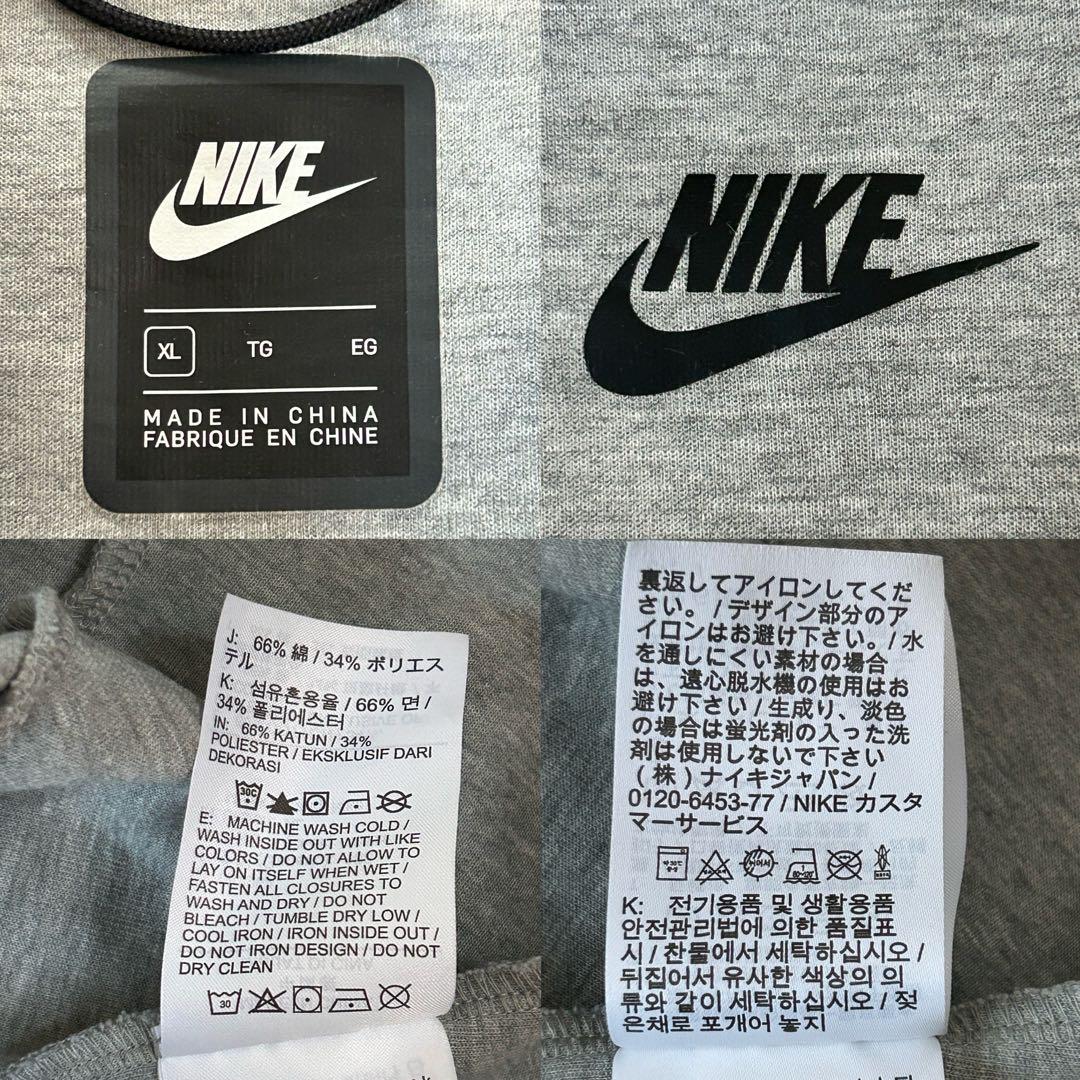 NIKE
XL TG EG
MADE IN CHINA
FABRIQUE EN CHINE
NIKE
J: 66% 綿 / 34% ポリエス
テル
K: 섬유혼용율 / 66% 면 /
34% 폴리에스터
IN: 66% KATUN / 34%
POLIESTER / EKSKLUSIF DARI
DEKORASI
30C
E: MACHINE WASH COLD /
WASH INSIDE OUT WITH LIKE
COLORS / DO NOT ALLOW TO
LAY ON ITSELF WHEN WET /
FASTEN ALL CLOSURES TO
WASH AND DRY / DO NOT
BLEACH / TUMBLE DRY LOW /
COOL IRON / IRON INSIDE OUT /
DO NOT IRON DESIGN / DO NOT
DRY CLEAN
30
裏返してアイロンしてくだ
さい。 / デザイン部分のア
イロンはお避け下さい。/ 水
を通しにくい素材の場合
は、遠心脱水機の使用はお
避け下さい / 生成り、淡色
の場合は蛍光剤の入った洗
剤は使用しないで下さい
(株) ナイキジャパン /
0120-6453-77 / NIKE カスタ
マーサービス
K: 전기용품 및 생활용품
안전관리법에 의한 품질표
시 / 찬물에서 세탁하십시오 /
뒤집어서 유사한 색상의 의
류와 같이 세탁하십시오 / 젖
은채로 포개어 놓지